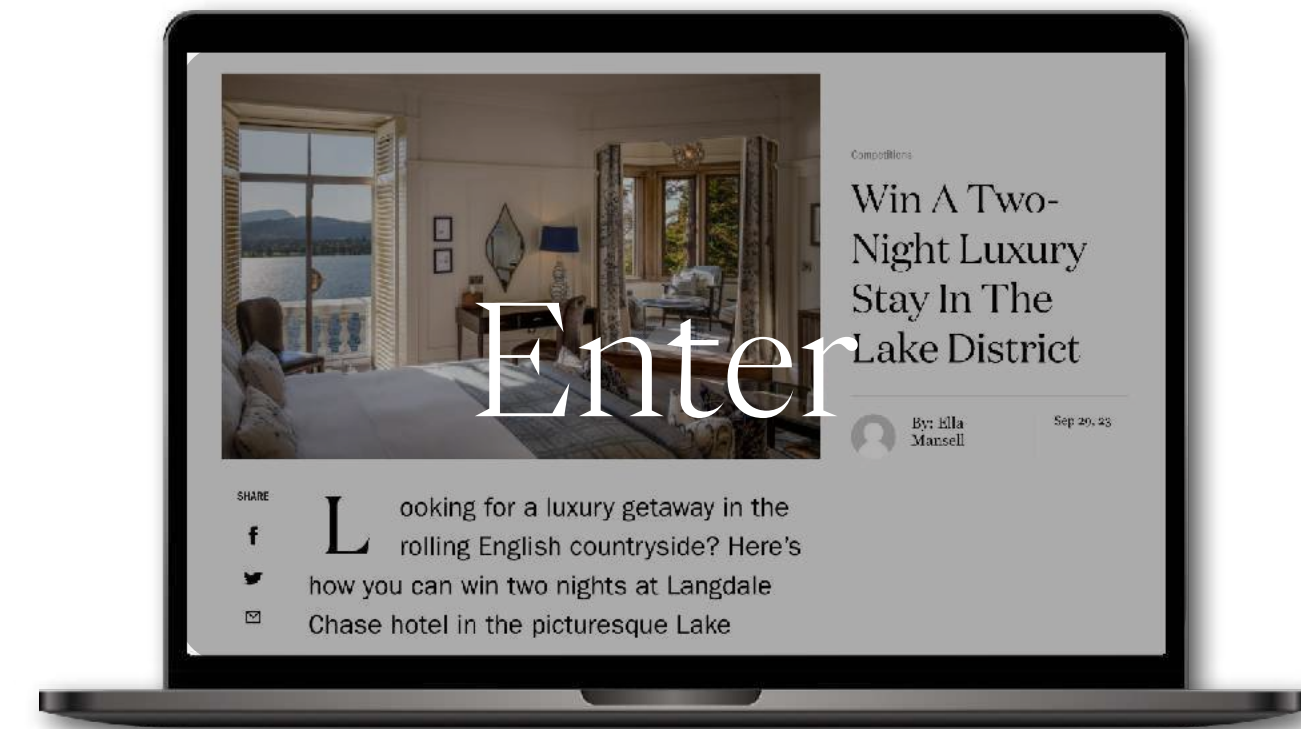 Competitions
Win A Two-
Night Luxury
Stay In The
Lake District
By: Ella
Mansell
Sep 29, 23
Enter
SHARE
Looking for a luxury getaway in the
rolling English countryside? Here's
how you can win two nights at Langdale
Chase hotel in the picturesque Lake